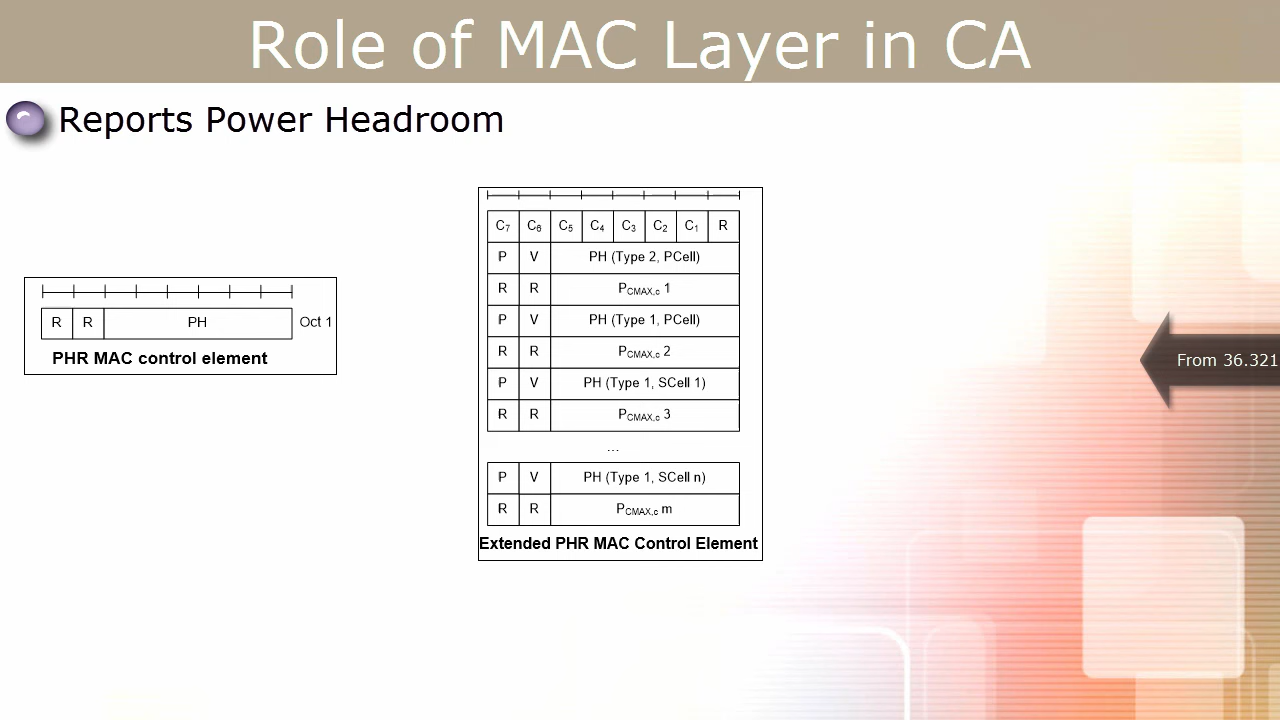 Role of MAC Layer in CA
Reports Power Headroom
R R PH Oct 1
PHR MAC control element
C7 C6 C5 C4 C3 C2 C1 R
P V PH (Type 2, PCell)
R R PCMAX,c 1
P V PH (Type 1, PCell)
R R PCMAX,c 2
P V PH (Type 1, SCell 1)
R R PCMAX,c 3
...
P V PH (Type 1, SCell n)
R R PCMAX,c m
Extended PHR MAC Control Element
From 36.321